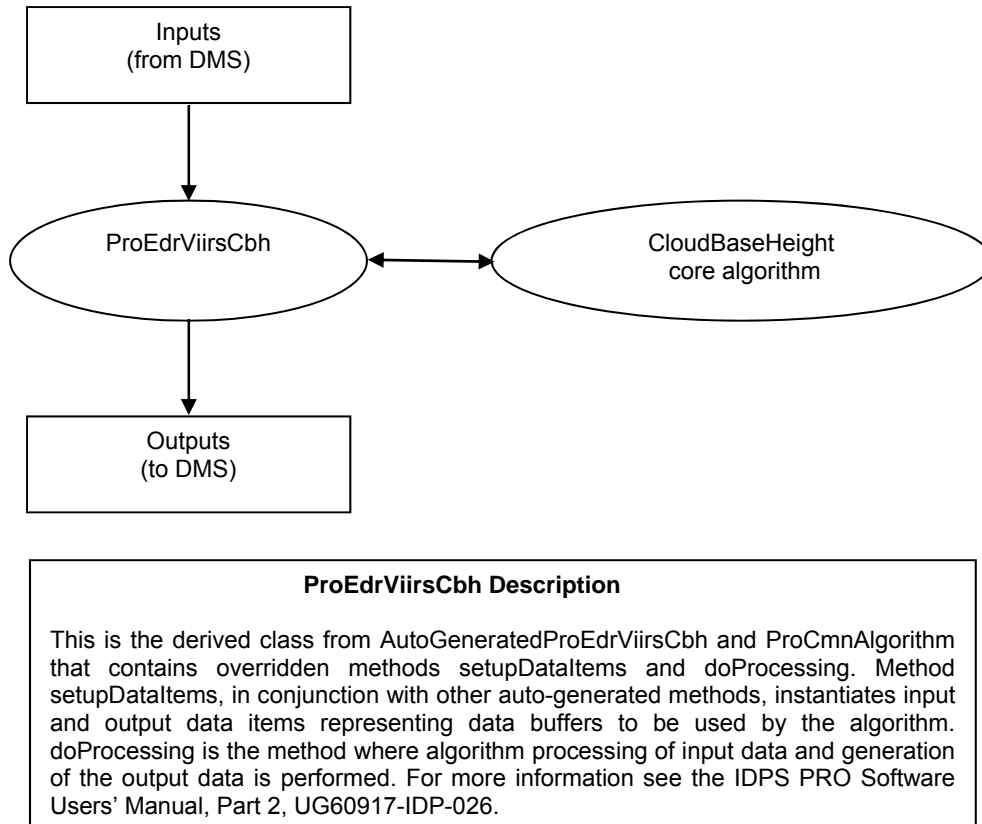 Inputs
(from DMS)
ProEdrViirsCbh
CloudBaseHeight
core algorithm
Outputs
(to DMS)
ProEdrViirsCbh Description
This is the derived class from AutoGeneratedProEdrViirsCbh and ProCmnAlgorithm
that contains overridden methods setupDataItems and doProcessing. Method
setupDataItems, in conjunction with other auto-generated methods, instantiates input
and output data items representing data buffers to be used by the algorithm.
doProcessing is the method where algorithm processing of input data and generation
of the output data is performed. For more information see the IDPS PRO Software
Users’ Manual, Part 2, UG60917-IDP-026.